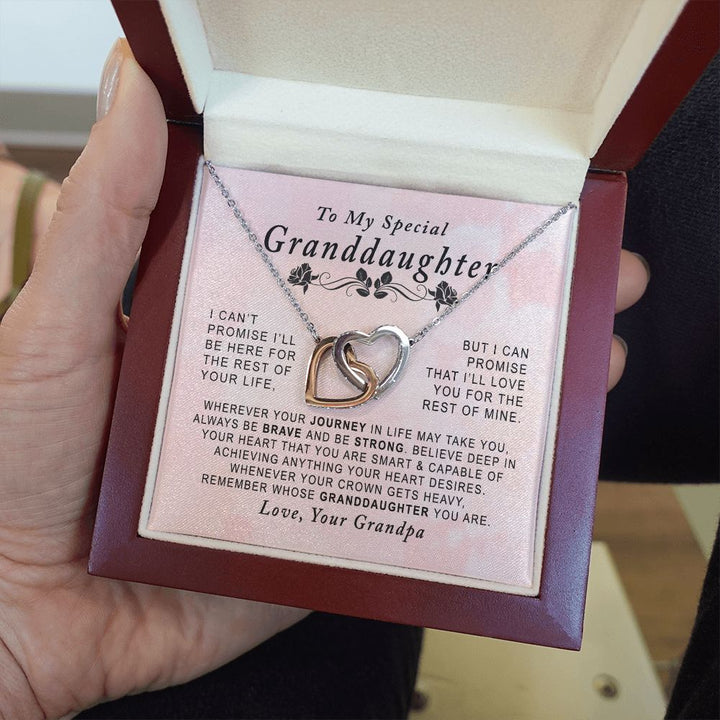 To My Special
Granddaughter
I CAN'T
PROMISE I'LL
BE HERE FOR
THE REST OF
YOUR LIFE,
BUT I CAN
PROMISE
THAT I'LL LOVE
YOU FOR THE
REST OF MINE.
WHEREVER YOUR JOURNEY IN LIFE MAY TAKE YOU,
ALWAYS BE BRAVE AND BE STRONG. BELIEVE DEEP IN
YOUR HEART THAT YOU ARE SMART & CAPABLE OF
ACHIEVING ANYTHING YOUR HEART DESIRES.
WHENEVER YOUR CROWN GETS HEAVY,
REMEMBER WHOSE GRANDDAUGHTER YOU ARE.
Love, Your Grandpa